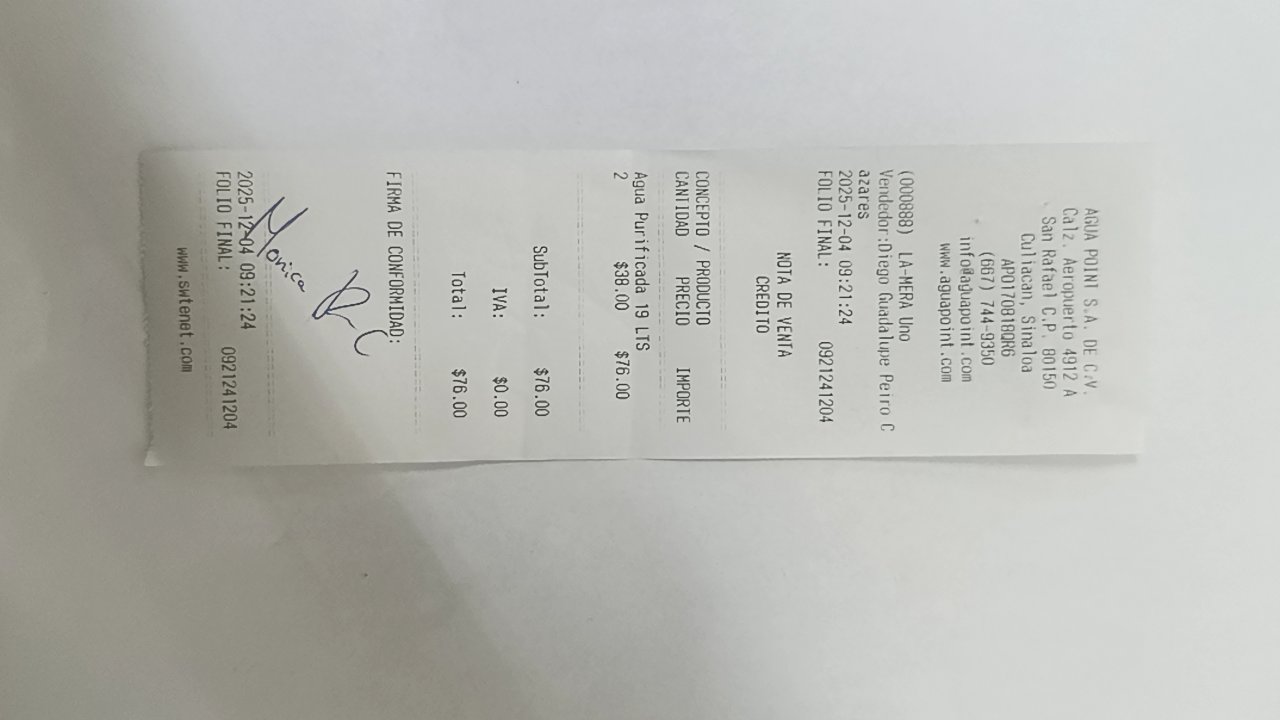 AGUA POINT S.A. DE C.V.
Calz. Aeropuerto 4912 A
San Rafael C.P. 80150
Culiacan, Sinaloa
APO170818QR6
(667) 744-9350
info@aguapoint.com
www.aguapoint.com
(000888) LA-MERA Uno
Vendedor:Diego Guadalupe Peiro C
azares
2025-12-04 09:21:24
FOLIO FINAL: 0921241204
NOTA DE VENTA
CREDITO
CONCEPTO / PRODUCTO
CANTIDAD PRECIO IMPORTE
Agua Purificada 19 LTS
2 $38.00 $76.00
SubTotal: $76.00
IVA: $0.00
Total: $76.00
FIRMA DE CONFORMIDAD:
Monica
2025-12-04 09:21:24
FOLIO FINAL: 0921241204
www.swtenet.com